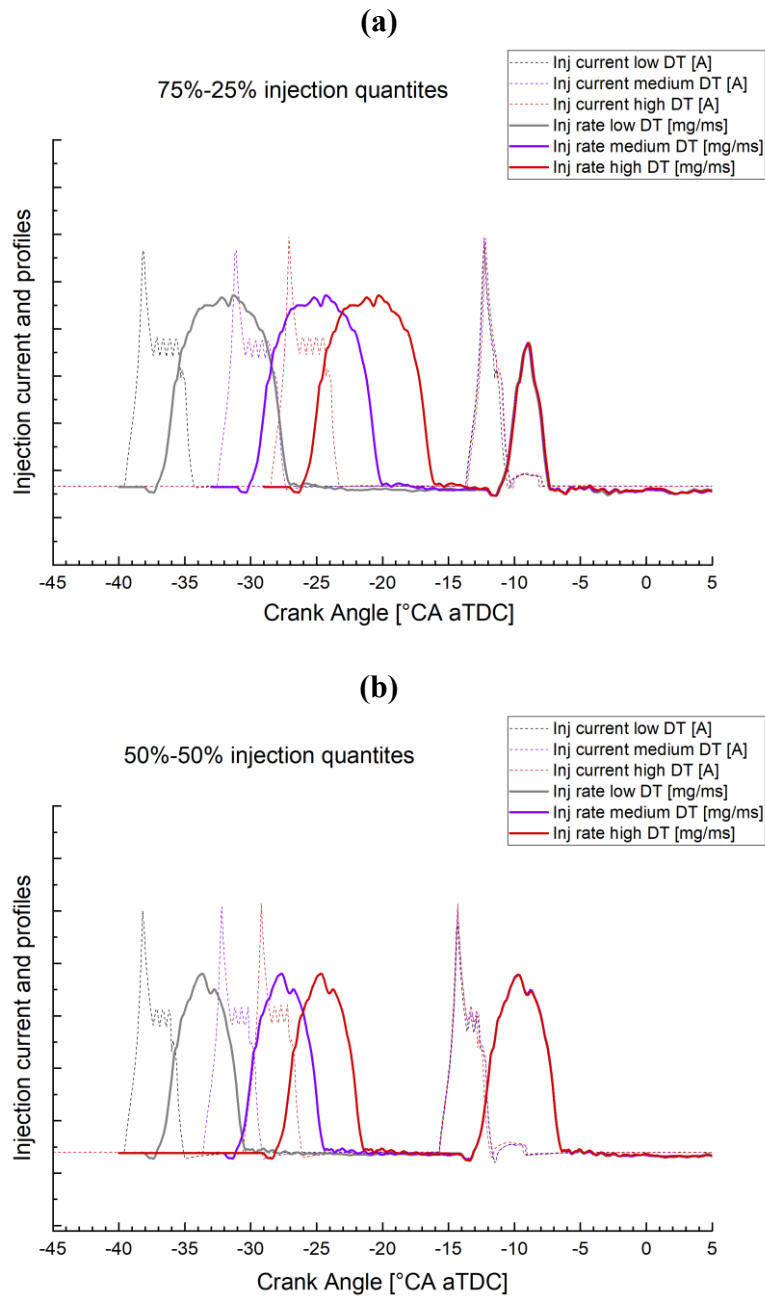 (a)
Inj current low DT [A]
Inj current medium DT [A]
Inj current high DT [A]
Inj rate low DT [mg/ms]
Inj rate medium DT [mg/ms]
Inj rate high DT [mg/ms]
75%-25% injection quantites
Injection current and profiles
-45 -40 -35 -30 -25 -20 -15 -10 -5 0 5
Crank Angle [°CA aTDC]
(b)
Inj current low DT [A]
Inj current medium DT [A]
Inj current high DT [A]
Inj rate low DT [mg/ms]
Inj rate medium DT [mg/ms]
Inj rate high DT [mg/ms]
50%-50% injection quantites
Injection current and profiles
-45 -40 -35 -30 -25 -20 -15 -10 -5 0 5
Crank Angle [°CA aTDC]